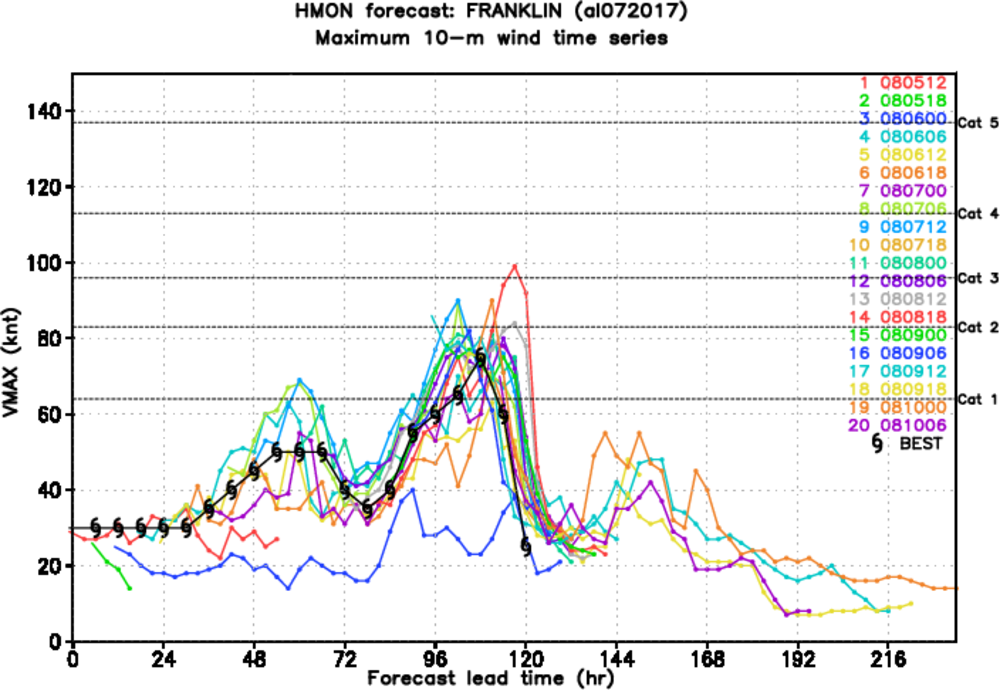 HMON forecast: FRANKLIN (al072017)
Maximum 10-m wind time series
VMAX (knt)
140
120
100
80
60
40
20
0
0 24 48 72 96 120 144 168 192 216
Forecast lead time (hr)
Cat 5
Cat 4
Cat 3
Cat 2
Cat 1
1 080512
2 080518
3 080600
4 080606
5 080612
6 080618
7 080700
8 080706
9 080712
10 080718
11 080800
12 080806
13 080812
14 080818
15 080900
16 080906
17 080912
18 080918
19 081000
20 081006
BEST